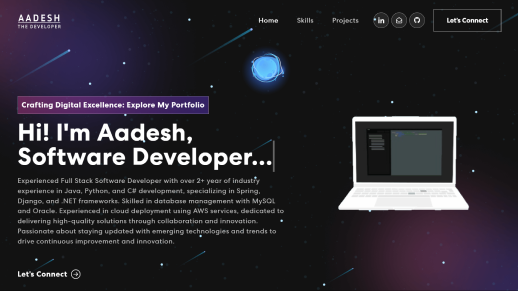 AADESH
THE DEVELOPER
Home
Skills
Projects
Let's Connect
Crafting Digital Excellence: Explore My Portfolio
Hi! I'm Aadesh,
Software Developer...
Experienced Full Stack Software Developer with over 2+ year of industry
experience in Java, Python, and C# development, specializing in Spring,
Django, and .NET frameworks. Skilled in database management with MySQL
and Oracle. Experienced in cloud deployment using AWS services, dedicated to
delivering high-quality solutions through collaboration and innovation.
Passionate about staying updated with emerging technologies and trends to
drive continuous improvement and innovation.
Let's Connect